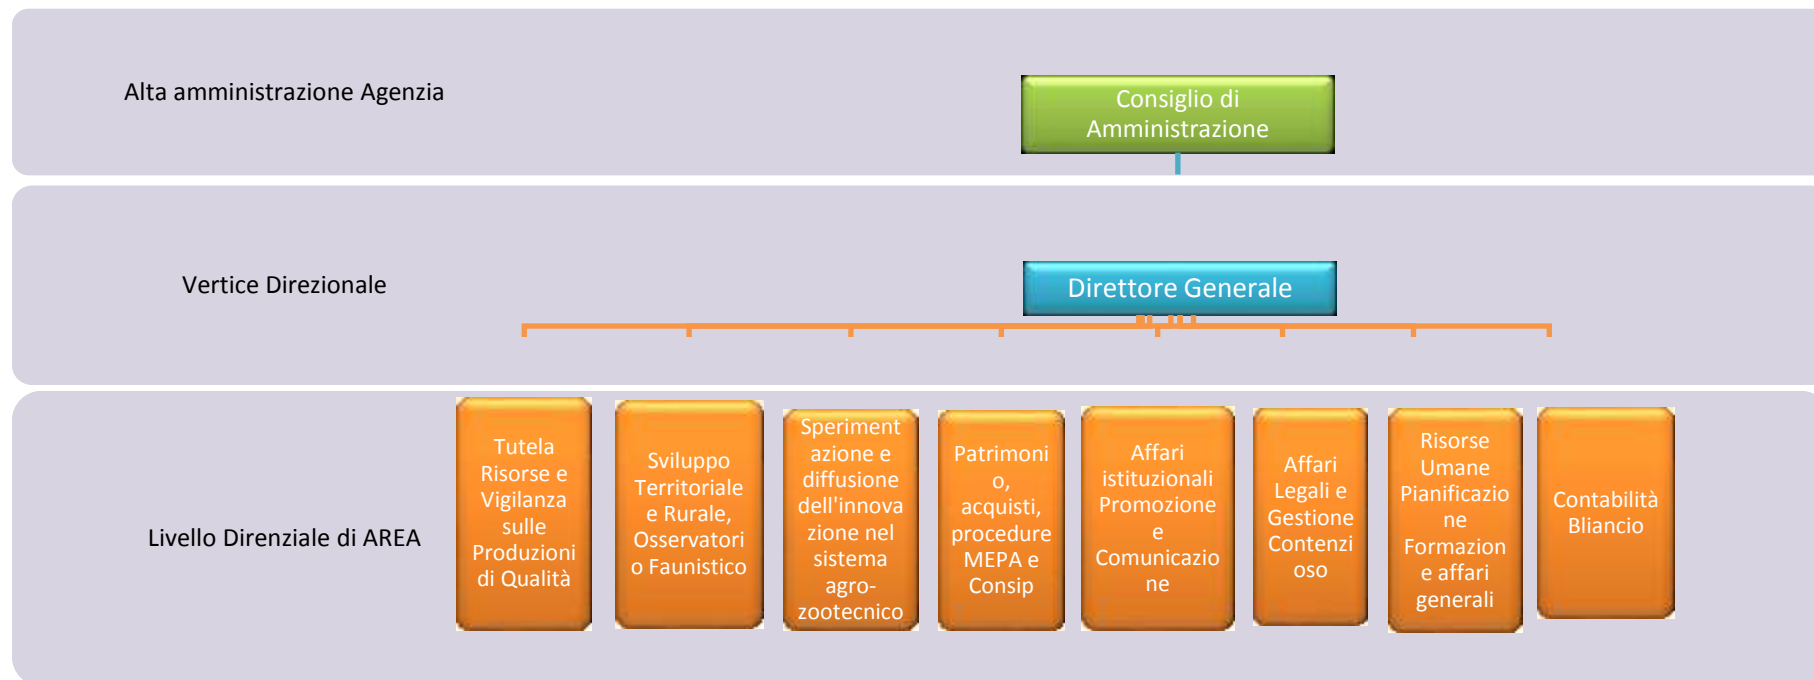 Alta amministrazione Agenzia
Consiglio di
Amministrazione
Vertice Direzionale
Direttore Generale
Livello Direnziale di AREA
Tutela
Risorse e
Vigilanza
sulle
Produzioni
di Qualità
Sviluppo
Territoriale
e Rurale,
Osservatori
o Faunistico
Speriment
azione e
diffusione
dell'innova
zione nel
sistema
agro-
zootecnico
Patrimoni
o,
acquisti,
procedure
MEPA e
Consip
Affari
istituzionali
Promozione
e
Comunicazio
ne
Affari
Legali e
Gestione
Contenzi
oso
Risorse
Umane
Pianificazio
ne
Formazion
e affari
generali
Contabilità
Bliancio